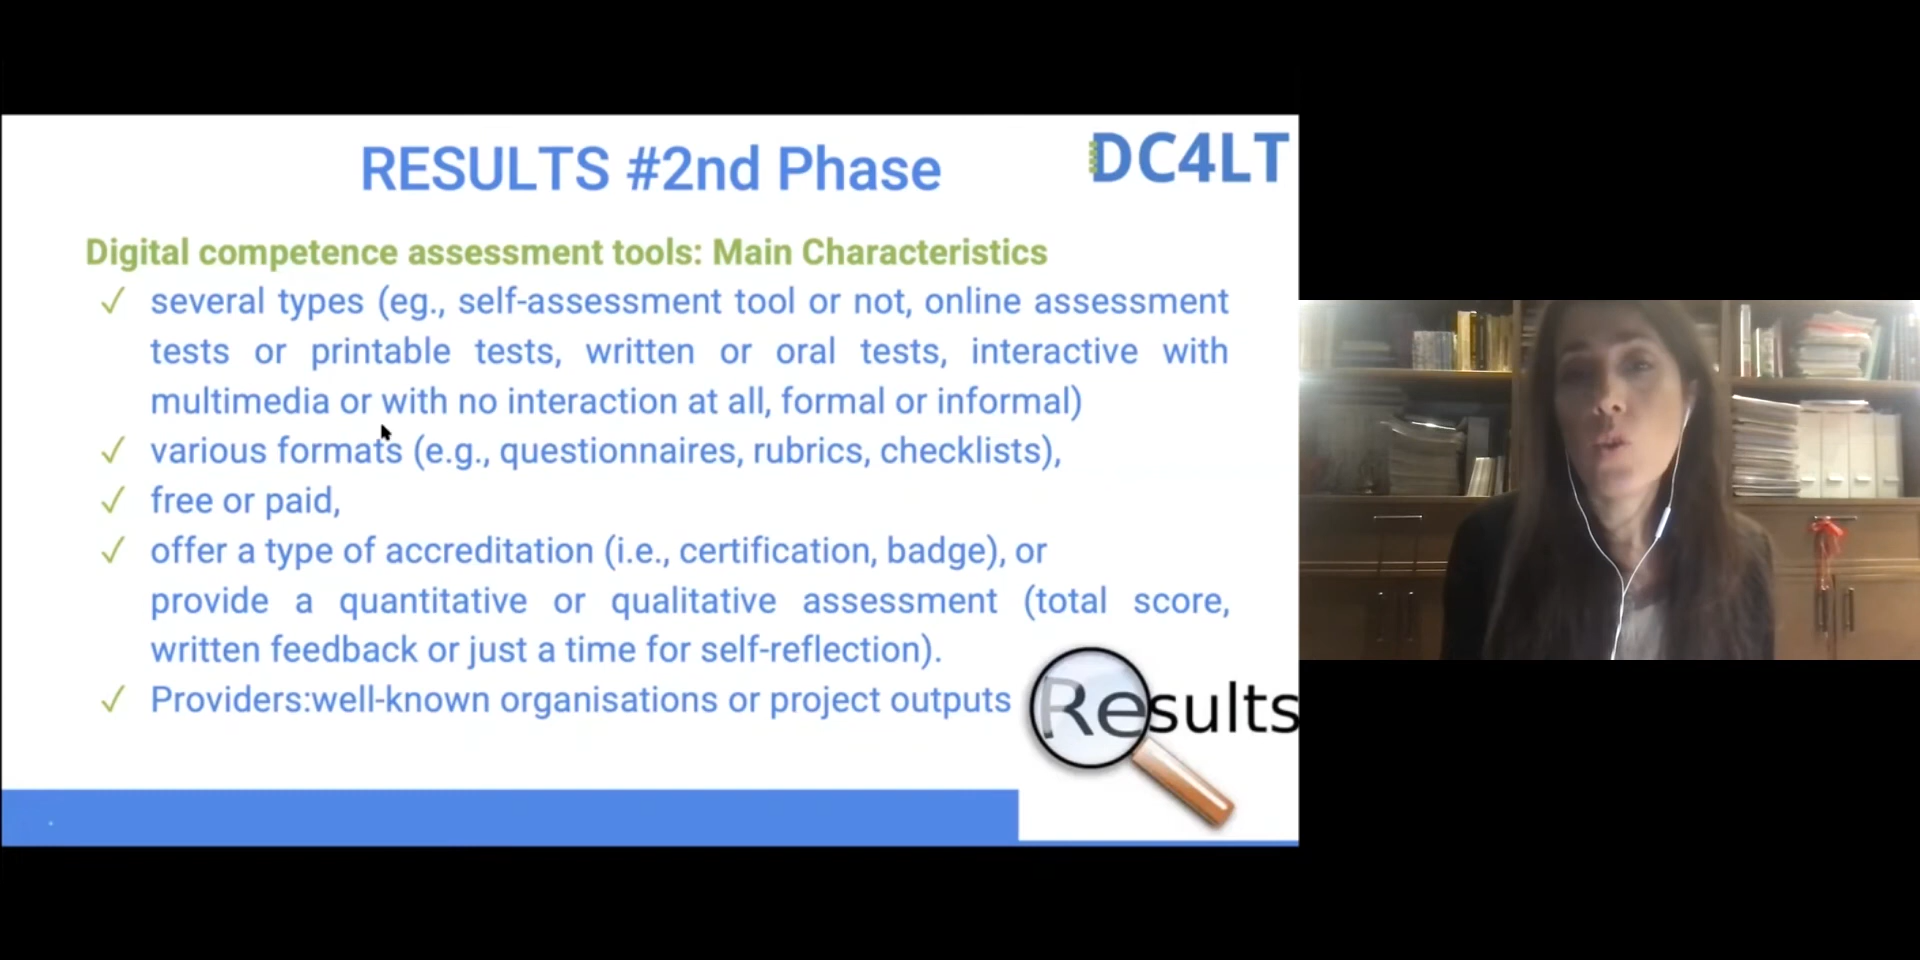 RESULTS #2nd Phase
DC4LT
Digital competence assessment tools: Main Characteristics
✓ several types (eg., self-assessment tool or not, online assessment
tests or printable tests, written or oral tests, interactive with
multimedia or with no interaction at all, formal or informal)
✓ various formats (e.g., questionnaires, rubrics, checklists),
✓ free or paid,
✓ offer a type of accreditation (i.e., certification, badge), or
provide a quantitative or qualitative assessment (total score,
written feedback or just a time for self-reflection).
✓ Providers:well-known organisations or project outputs
Results